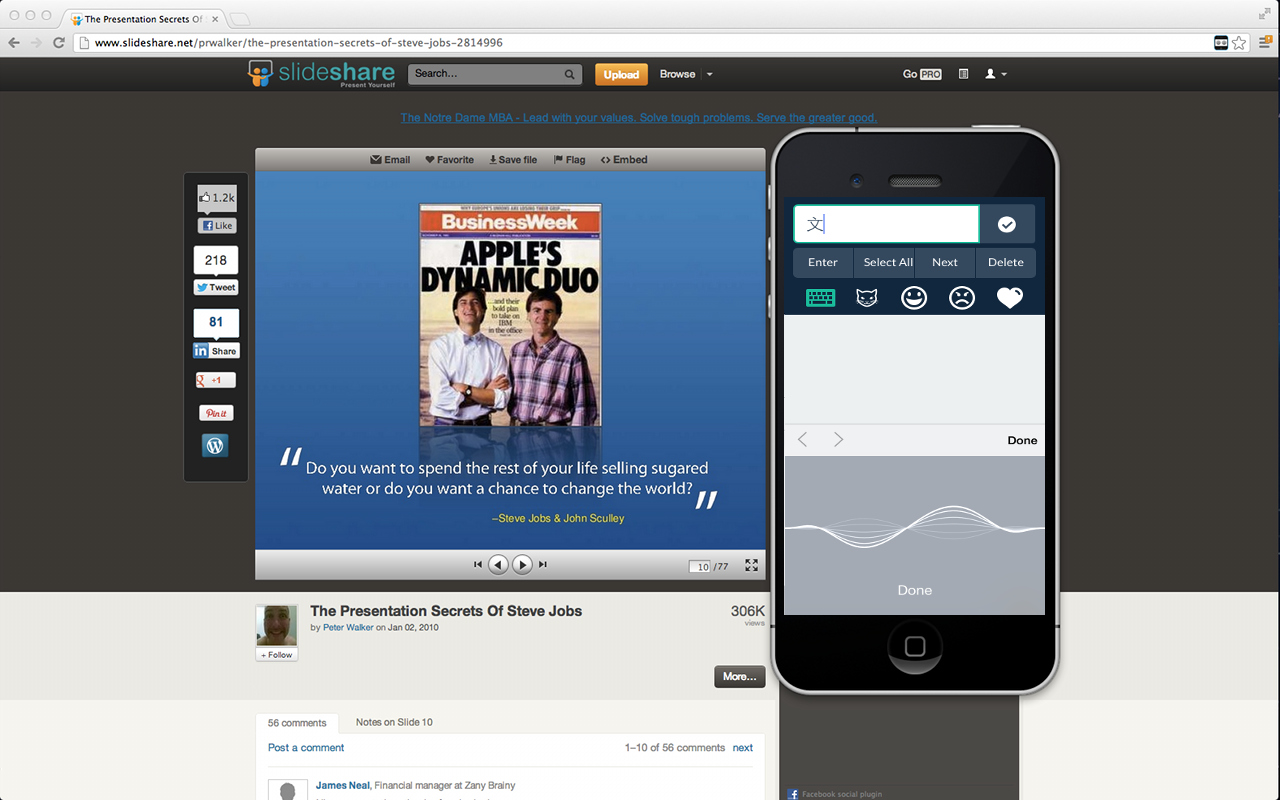 The Presentation Secrets Of
www.slideshare.net/prwalker/the-presentation-secrets-of-steve-jobs-2814996
slideshare
Present Yourself
Search...
Upload
Browse
Go PRO
The Notre Dame MBA - Lead with your values, Solve tough problems. Serve the greater good.
Email
Favorite
Save file
Flag
Embed
1.2k
Like
218
Tweet
81
in Share
+1
Pin it
BusinessWeek
APPLE'S
DYNAMIC DUO
...and their
bold plan
to take on
IBM
in the office
“Do you want to spend the rest of your life selling sugared
water or do you want a chance to change the world?”
–Steve Jobs & John Sculley
10 /77
The Presentation Secrets Of Steve Jobs
by Peter Walker on Jan 02, 2010
306K
views
+ Follow
More...
56 comments
Notes on Slide 10
Post a comment
1–10 of 56 comments next
James Neal, Financial manager at Zany Brainy
文
Enter
Select All
Next
Delete
Done
Done
Facebook social plugin